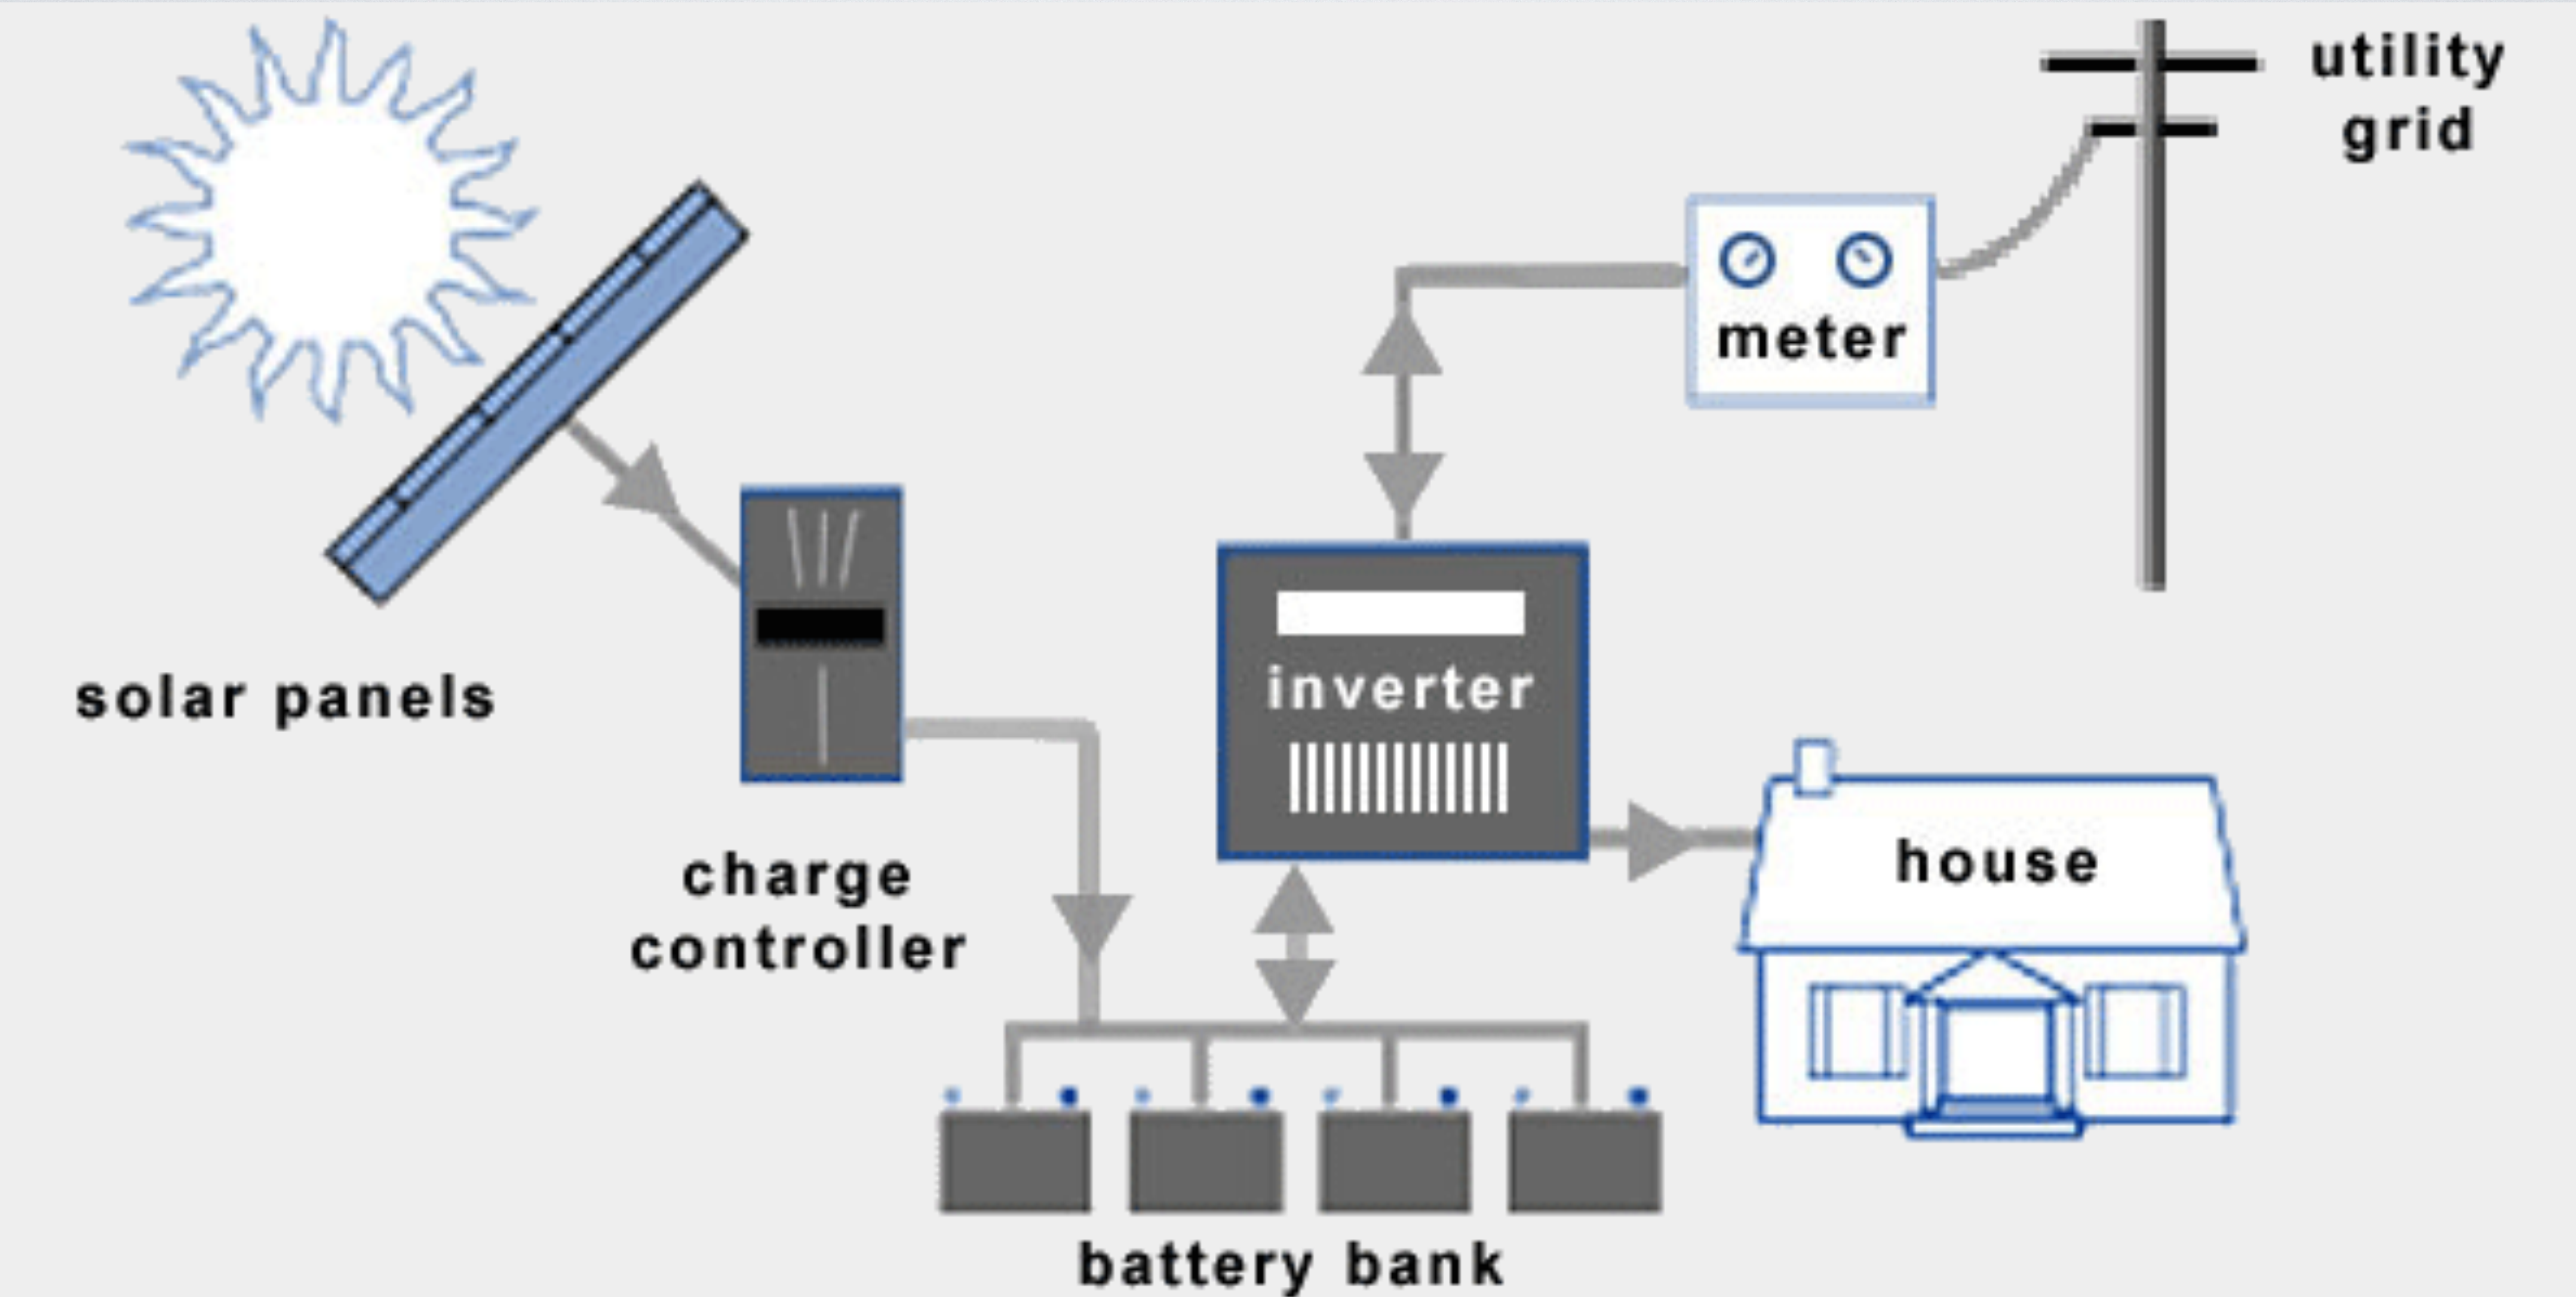 utility
grid
meter
solar panels
inverter
charge
controller
house
battery bank